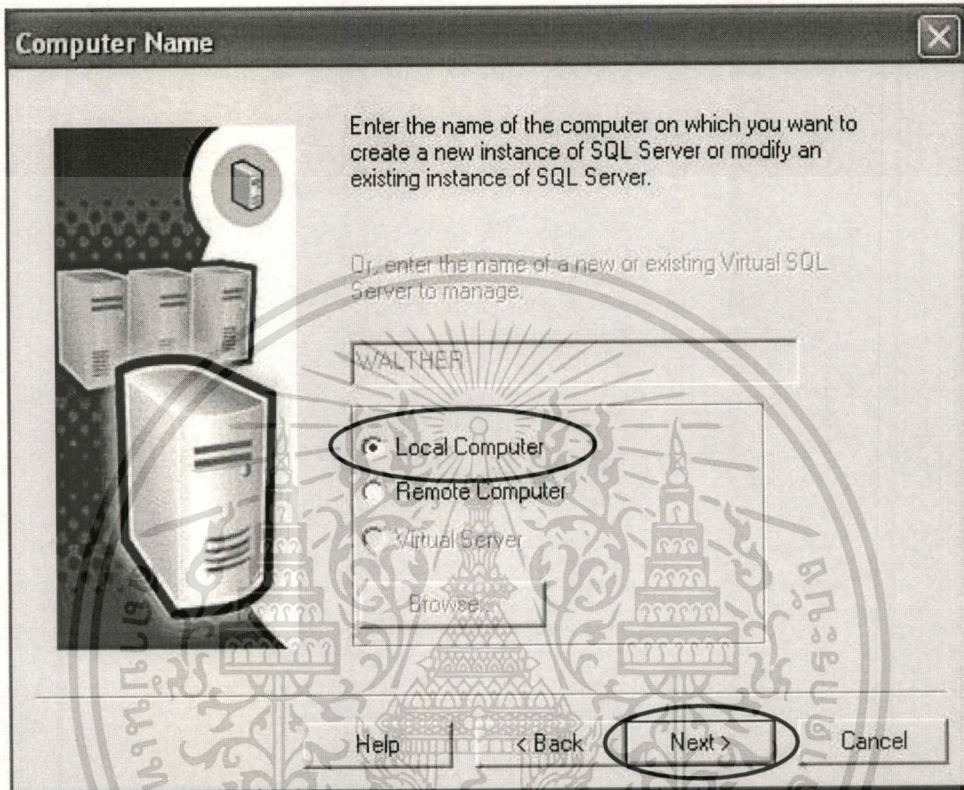 Computer Name
Enter the name of the computer on which you want to
create a new instance of SQL Server or modify an
existing instance of SQL Server.
Or, enter the name of a new or existing Virtual SQL
Server to manage.
WALTHER
Local Computer
Remote Computer
Virtual Server
Browse...
Help
< Back
Next >
Cancel